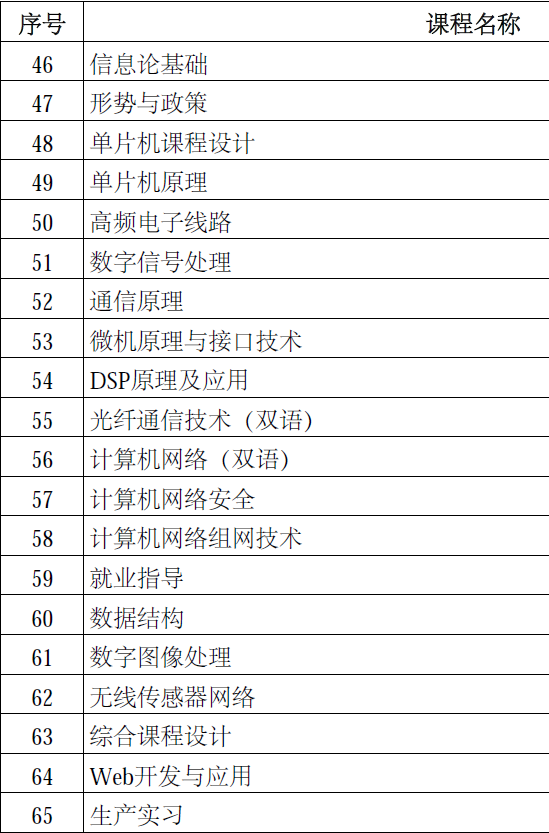 序号 课程名称
46 信息论基础
47 形势与政策
48 单片机课程设计
49 单片机原理
50 高频电子线路
51 数字信号处理
52 通信原理
53 微机原理与接口技术
54 DSP原理及应用
55 光纤通信技术（双语）
56 计算机网络（双语）
57 计算机网络安全
58 计算机网络组网技术
59 就业指导
60 数据结构
61 数字图像处理
62 无线传感器网络
63 综合课程设计
64 Web开发与应用
65 生产实习